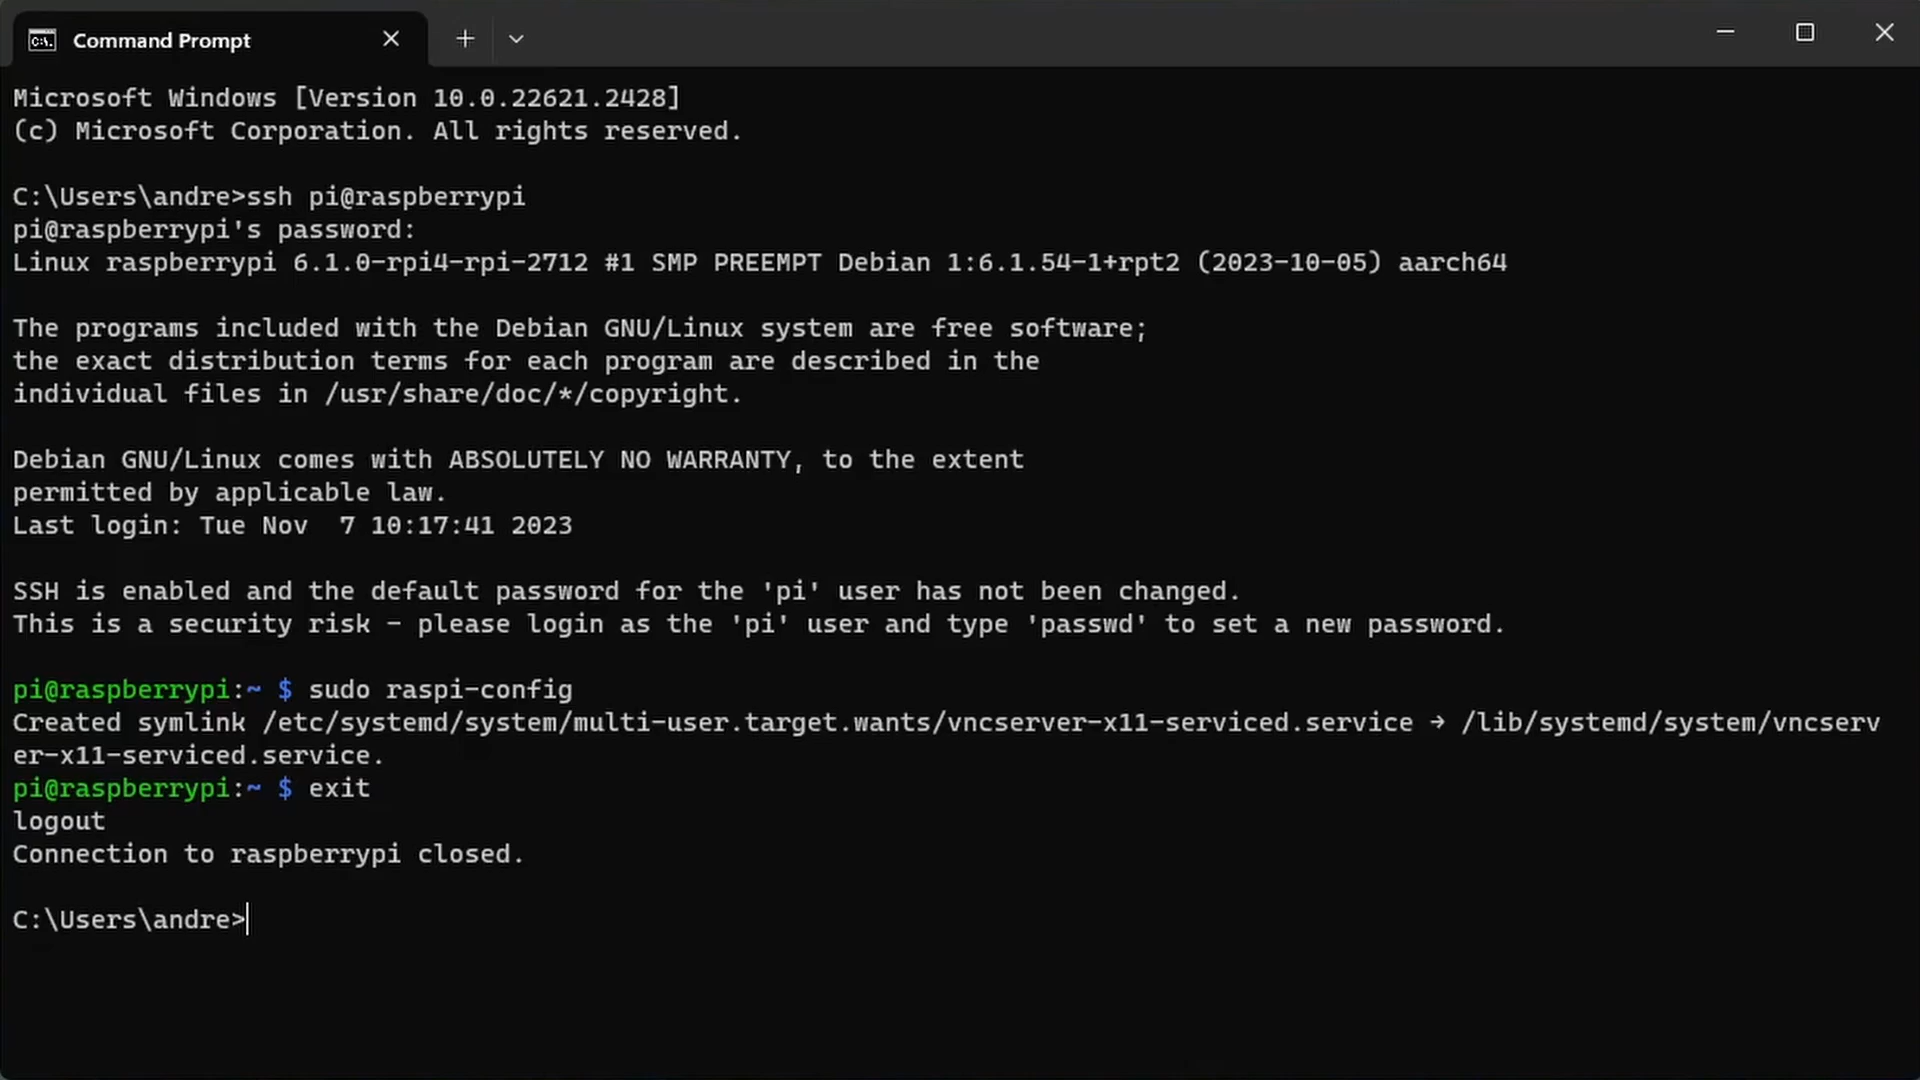 Command Prompt
Microsoft Windows [Version 10.0.22621.2428]
(c) Microsoft Corporation. All rights reserved.
C:\Users\andre>ssh pi@raspberrypi
pi@raspberrypi's password:
Linux raspberrypi 6.1.0-rpi4-rpi-2712 #1 SMP PREEMPT Debian 1:6.1.54-1+rpt2 (2023-10-05) aarch64
The programs included with the Debian GNU/Linux system are free software;
the exact distribution terms for each program are described in the
individual files in /usr/share/doc/*/copyright.
Debian GNU/Linux comes with ABSOLUTELY NO WARRANTY, to the extent
permitted by applicable law.
Last login: Tue Nov  7 10:17:41 2023
SSH is enabled and the default password for the 'pi' user has not been changed.
This is a security risk - please login as the 'pi' user and type 'passwd' to set a new password.
pi@raspberrypi:~ $ sudo raspi-config
Created symlink /etc/systemd/system/multi-user.target.wants/vncserver-x11-serviced.service → /lib/systemd/system/vncserv
er-x11-serviced.service.
pi@raspberrypi:~ $ exit
logout
Connection to raspberrypi closed.
C:\Users\andre>